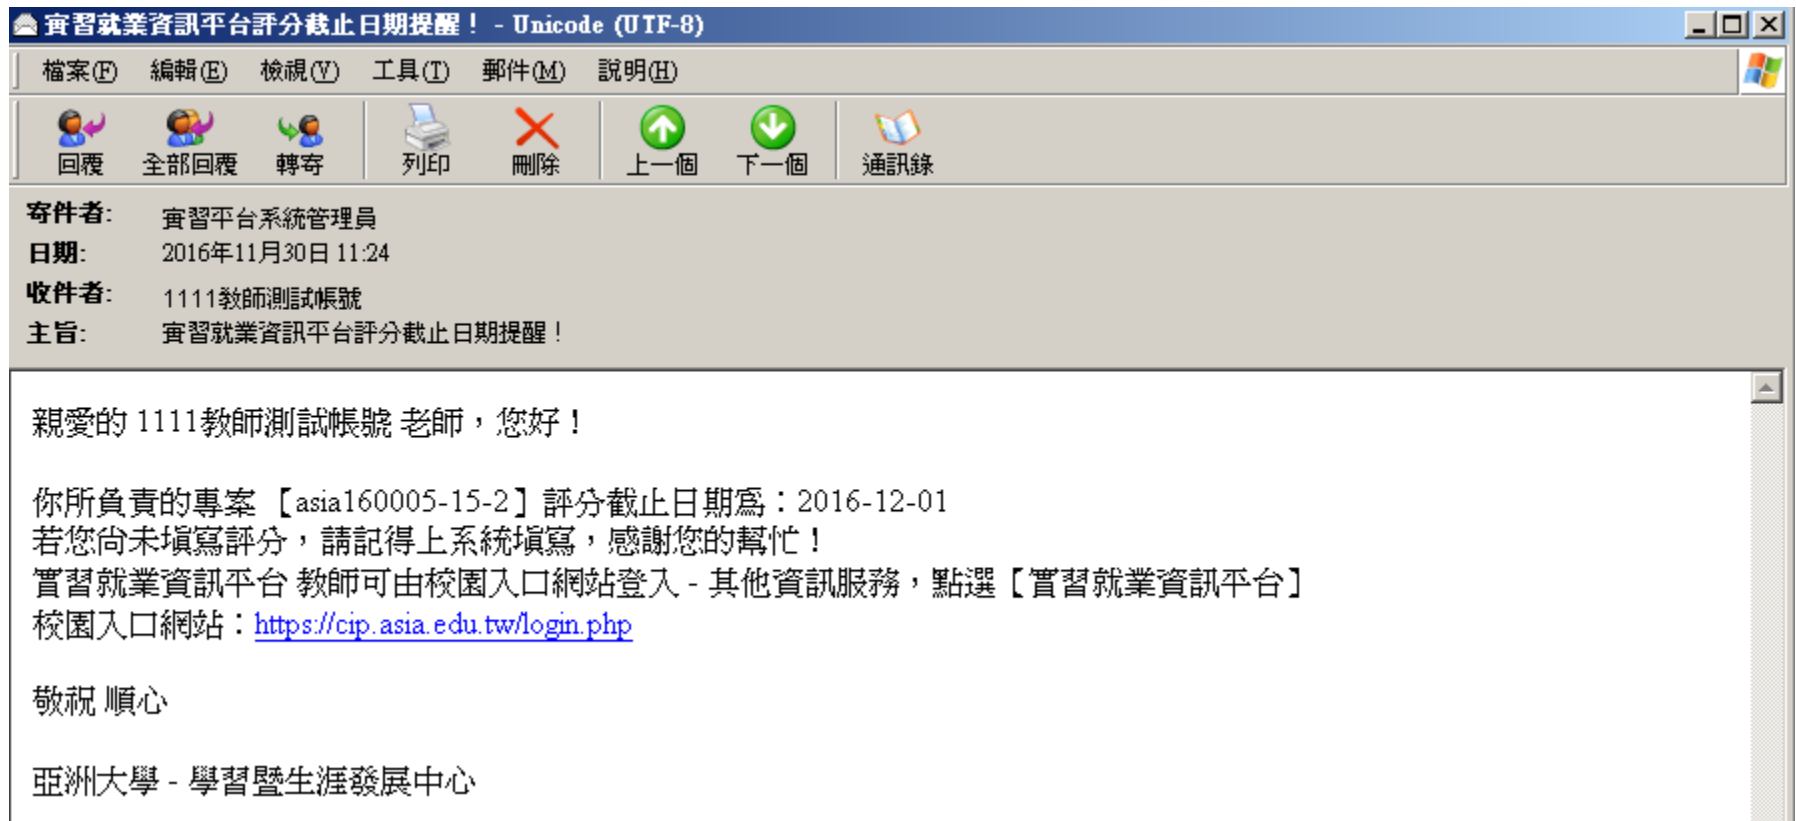 實習就業資訊平台評分截止日期提醒！ - Unicode (UTF-8)
檔案(F) 編輯(E) 檢視(V) 工具(T) 郵件(M) 說明(H)
回覆 全部回覆 轉寄 列印 刪除 上一個 下一個 通訊錄
寄件者: 實習平台系統管理員
日期: 2016年11月30日 11:24
收件者: 1111教師測試帳號
主旨: 實習就業資訊平台評分截止日期提醒！
親愛的 1111教師測試帳號 老師，您好！
你所負責的專案 【asia160005-15-2】評分截止日期為：2016-12-01
若您尚未填寫評分，請記得上系統填寫，感謝您的幫忙！
實習就業資訊平台 教師可由校園入口網站登入 - 其他資訊服務，點選【實習就業資訊平台】
校園入口網站：https://cip.asia.edu.tw/login.php
敬祝 順心
亞洲大學 - 學習暨生涯發展中心